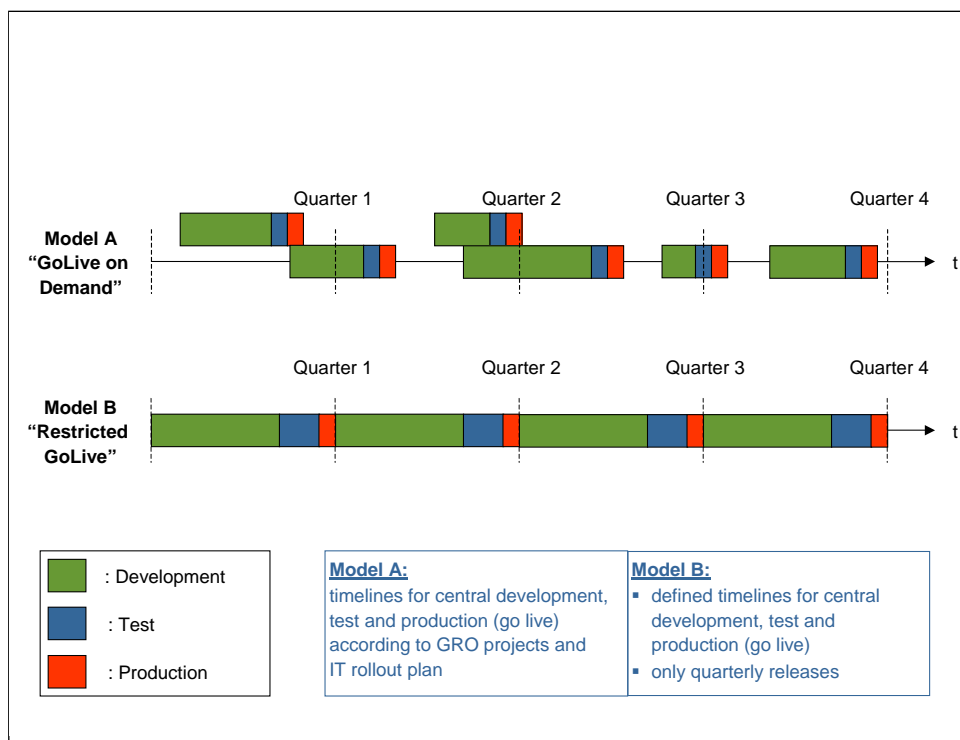 Quarter 1
Quarter 2
Quarter 3
Quarter 4
Model A
“GoLive on
Demand”
t
Quarter 1
Quarter 2
Quarter 3
Quarter 4
Model B
“Restricted
GoLive”
t
: Development
: Test
: Production
Model A:
timelines for central development,
test and production (go live)
according to GRO projects and
IT rollout plan
Model B:
▪ defined timelines for central
development, test and
production (go live)
▪ only quarterly releases